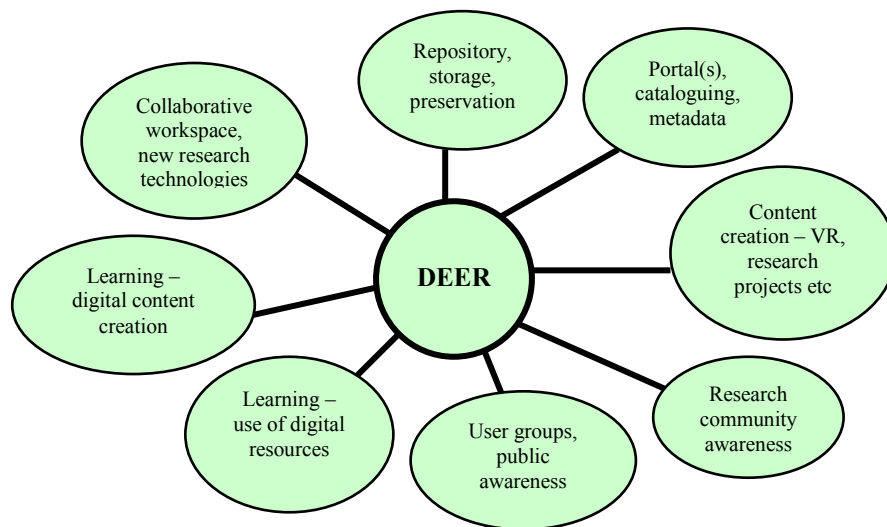 Repository,
storage,
preservation
Portal(s),
cataloguing,
metadata
Collaborative
workspace,
new research
technologies
Content
creation – VR,
research
projects etc
DEER
Learning –
digital content
creation
Research
community
awareness
Learning –
use of digital
resources
User groups,
public
awareness